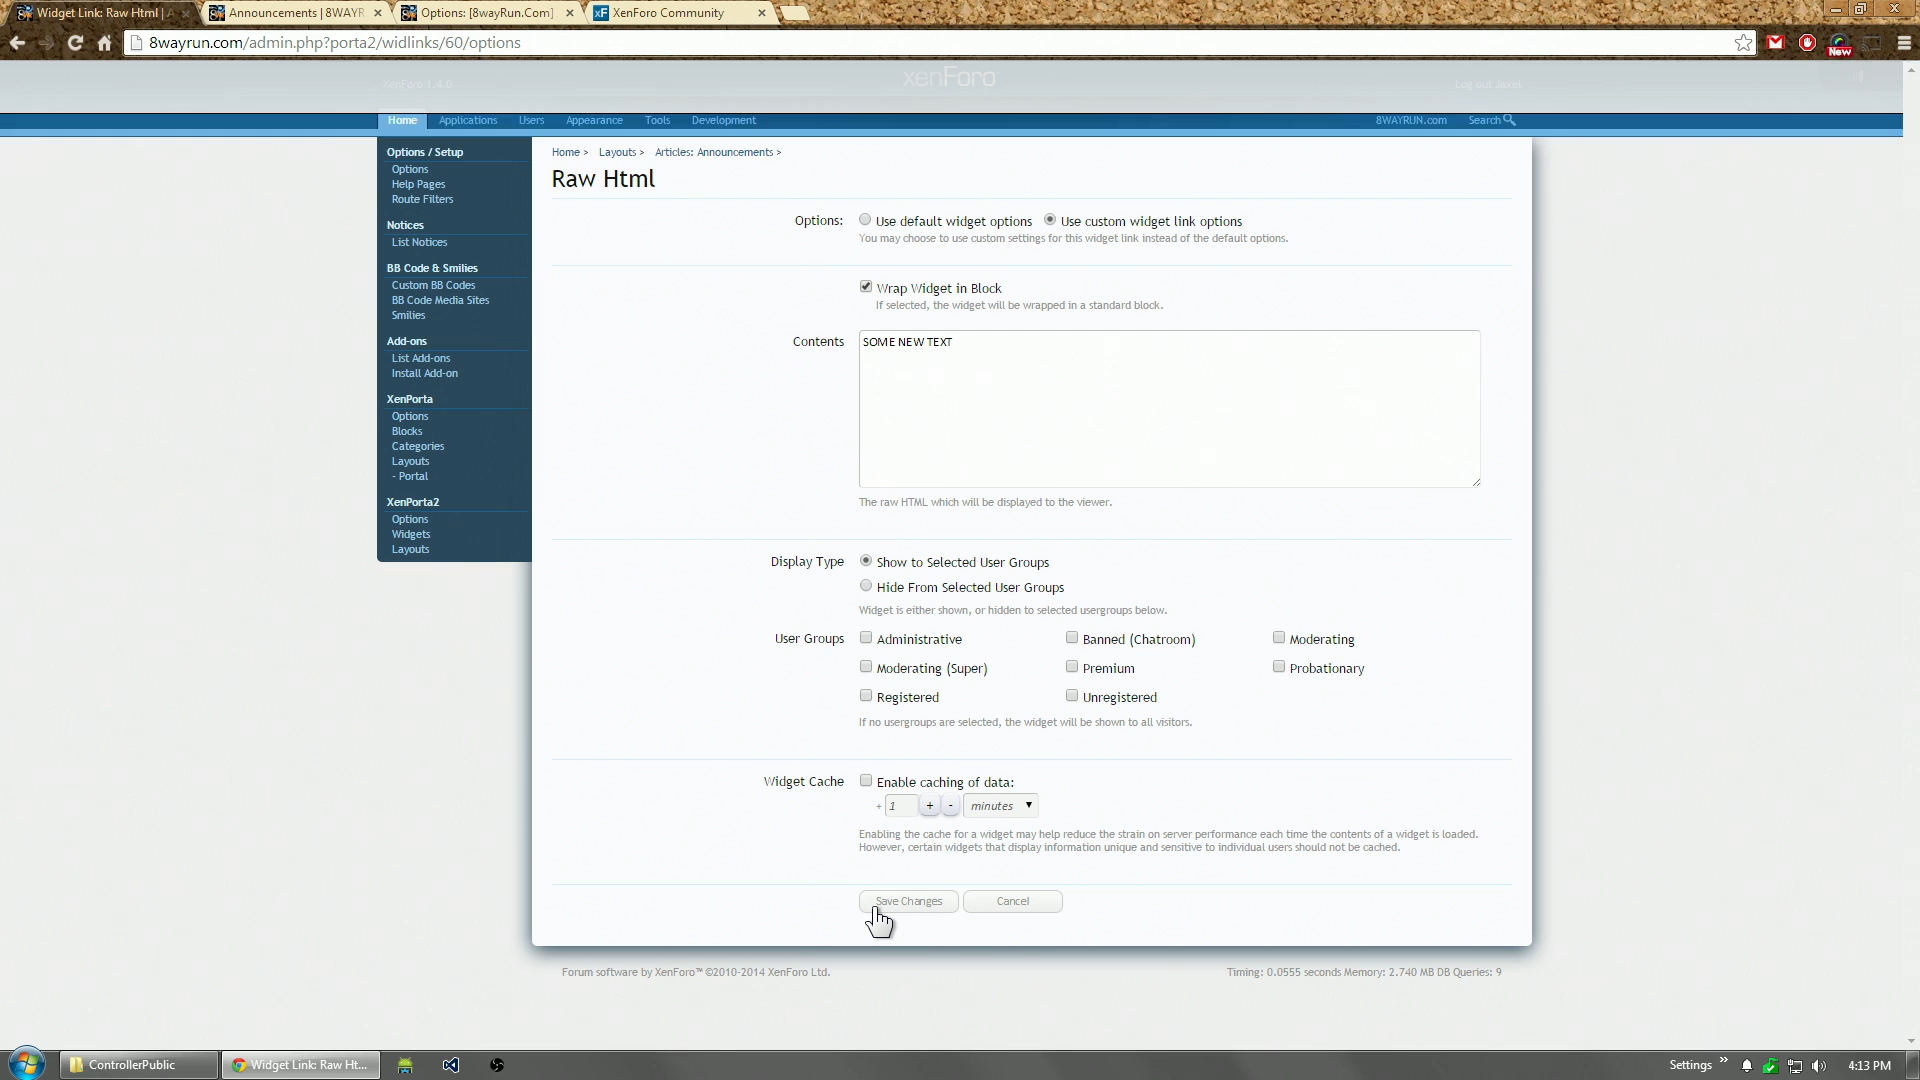 Widget Link: Raw Html | A
Announcements | 8WAYR
Options: [8wayRun.Com]
XenForo Community
8wayrun.com/admin.php?porta2/widlinks/60/options
New
XenForo 1.4.0
xenForo
Log out Jaxel
Home Applications Users Appearance Tools Development
8WAYRUN.com Search
Options / Setup
Options
Help Pages
Route Filters
Notices
List Notices
BB Code & Smilies
Custom BB Codes
BB Code Media Sites
Smilies
Add-ons
List Add-ons
Install Add-on
XenPorta
Options
Blocks
Categories
Layouts
- Portal
XenPorta2
Options
Widgets
Layouts
Home > Layouts > Articles: Announcements >
Raw Html
Options: Use default widget options Use custom widget link options
You may choose to use custom settings for this widget link instead of the default options.
Wrap Widget in Block
If selected, the widget will be wrapped in a standard block.
Contents
SOME NEW TEXT
The raw HTML which will be displayed to the viewer.
Display Type Show to Selected User Groups
Hide From Selected User Groups
Widget is either shown, or hidden to selected usergroups below.
User Groups Administrative Banned (Chatroom) Moderating
Moderating (Super) Premium Probationary
Registered Unregistered
If no usergroups are selected, the widget will be shown to all visitors.
Widget Cache Enable caching of data:
+ 1 + - minutes
Enabling the cache for a widget may help reduce the strain on server performance each time the contents of a widget is loaded.
However, certain widgets that display information unique and sensitive to individual users should not be cached.
Save Changes Cancel
Forum software by XenForo™ ©2010-2014 XenForo Ltd.
Timing: 0.0555 seconds Memory: 2.740 MB DB Queries: 9
ControllerPublic
Widget Link: Raw Ht...
Settings » 4:13 PM